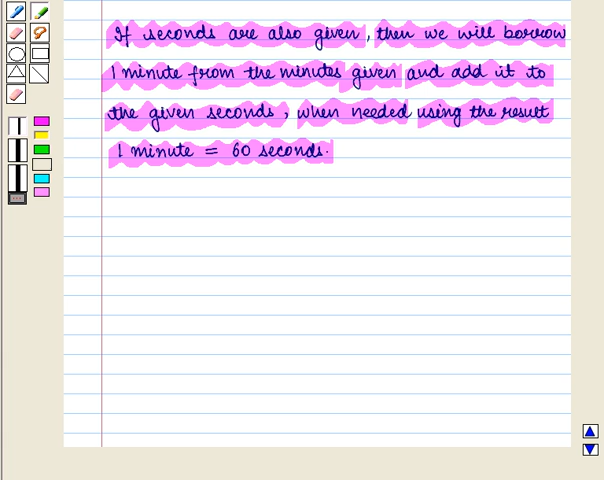 If seconds are also given, then we will borrow
1 minute from the minutes given and add it to
the given seconds, when needed using the result
1 minute = 60 seconds.